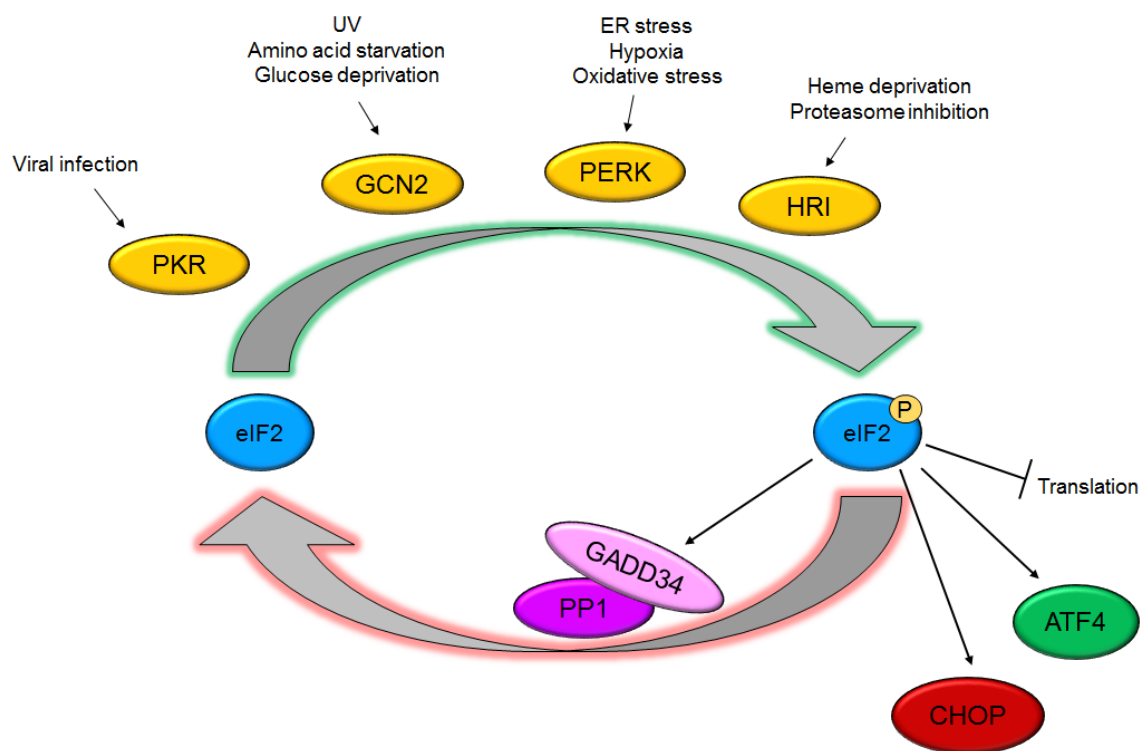 UV
Amino acid starvation
Glucose deprivation
ER stress
Hypoxia
Oxidative stress
Heme deprivation
Proteasome inhibition
Viral infection
GCN2
PERK
HRI
PKR
eIF2
eIF2
P
Translation
GADD34
PP1
ATF4
CHOP